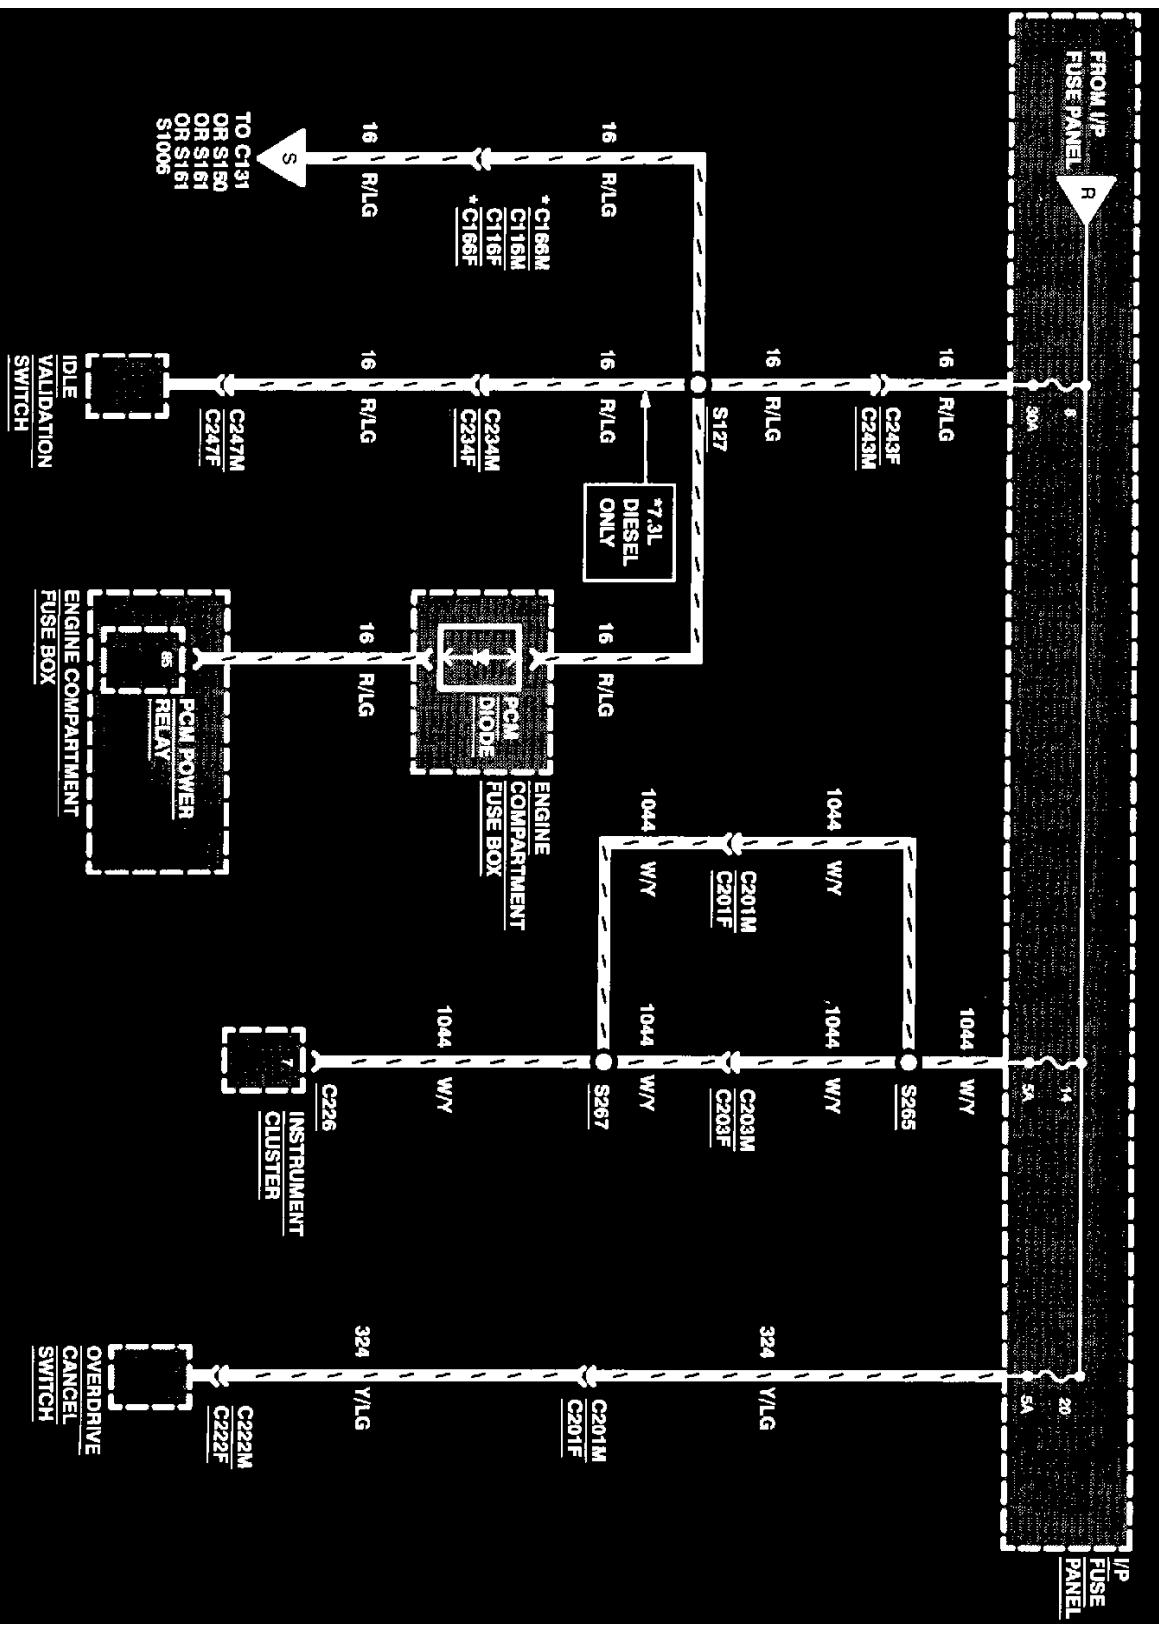 FROM I/P
FUSE PANEL
R
8
30A
14
5A
20
5A
I/P
FUSE
PANEL
16 R/LG
C243F
C243M
16 R/LG
S127
16 R/LG
*C166M
C116M
C116F
*C166F
16 R/LG
S
TO C131
OR S150
OR S161
OR S161
S1006
16 R/LG
*7.3L
DIESEL
ONLY
C234M
C234F
16 R/LG
C247M
C247F
IDLE
VALIDATION
SWITCH
16 R/LG
PCM
DIODE
ENGINE
COMPARTMENT
FUSE BOX
16 R/LG
85
PCM POWER
RELAY
ENGINE COMPARTMENT
FUSE BOX
1044 W/Y
S265
1044 W/Y
C201M
C201F
1044 W/Y
1044 W/Y
C203M
C203F
1044 W/Y
S267
1044 W/Y
C226
7
INSTRUMENT
CLUSTER
324 Y/LG
C201M
C201F
324 Y/LG
C222M
C222F
OVERDRIVE
CANCEL
SWITCH